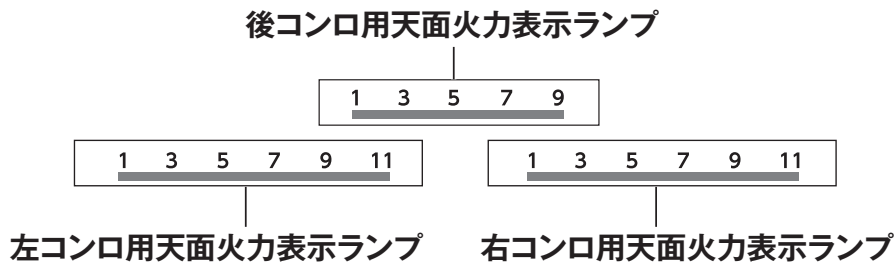 後コンロ用天面火力表示ランプ
1 3 5 7 9
1 3 5 7 9 11
1 3 5 7 9 11
左コンロ用天面火力表示ランプ
右コンロ用天面火力表示ランプ